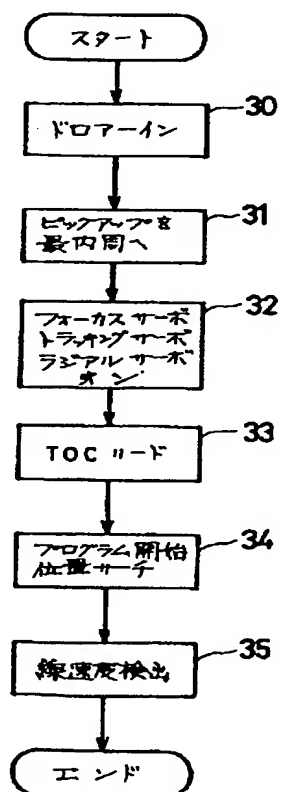 スタート
ドロアーイン
30
ピックアップを
最内周へ
31
フォーカスサーボ
トラッキングサーボ
ラジアルサーボ
オン
32
TOCリード
33
プログラム開始
位置サーチ
34
線速度検出
35
エンド